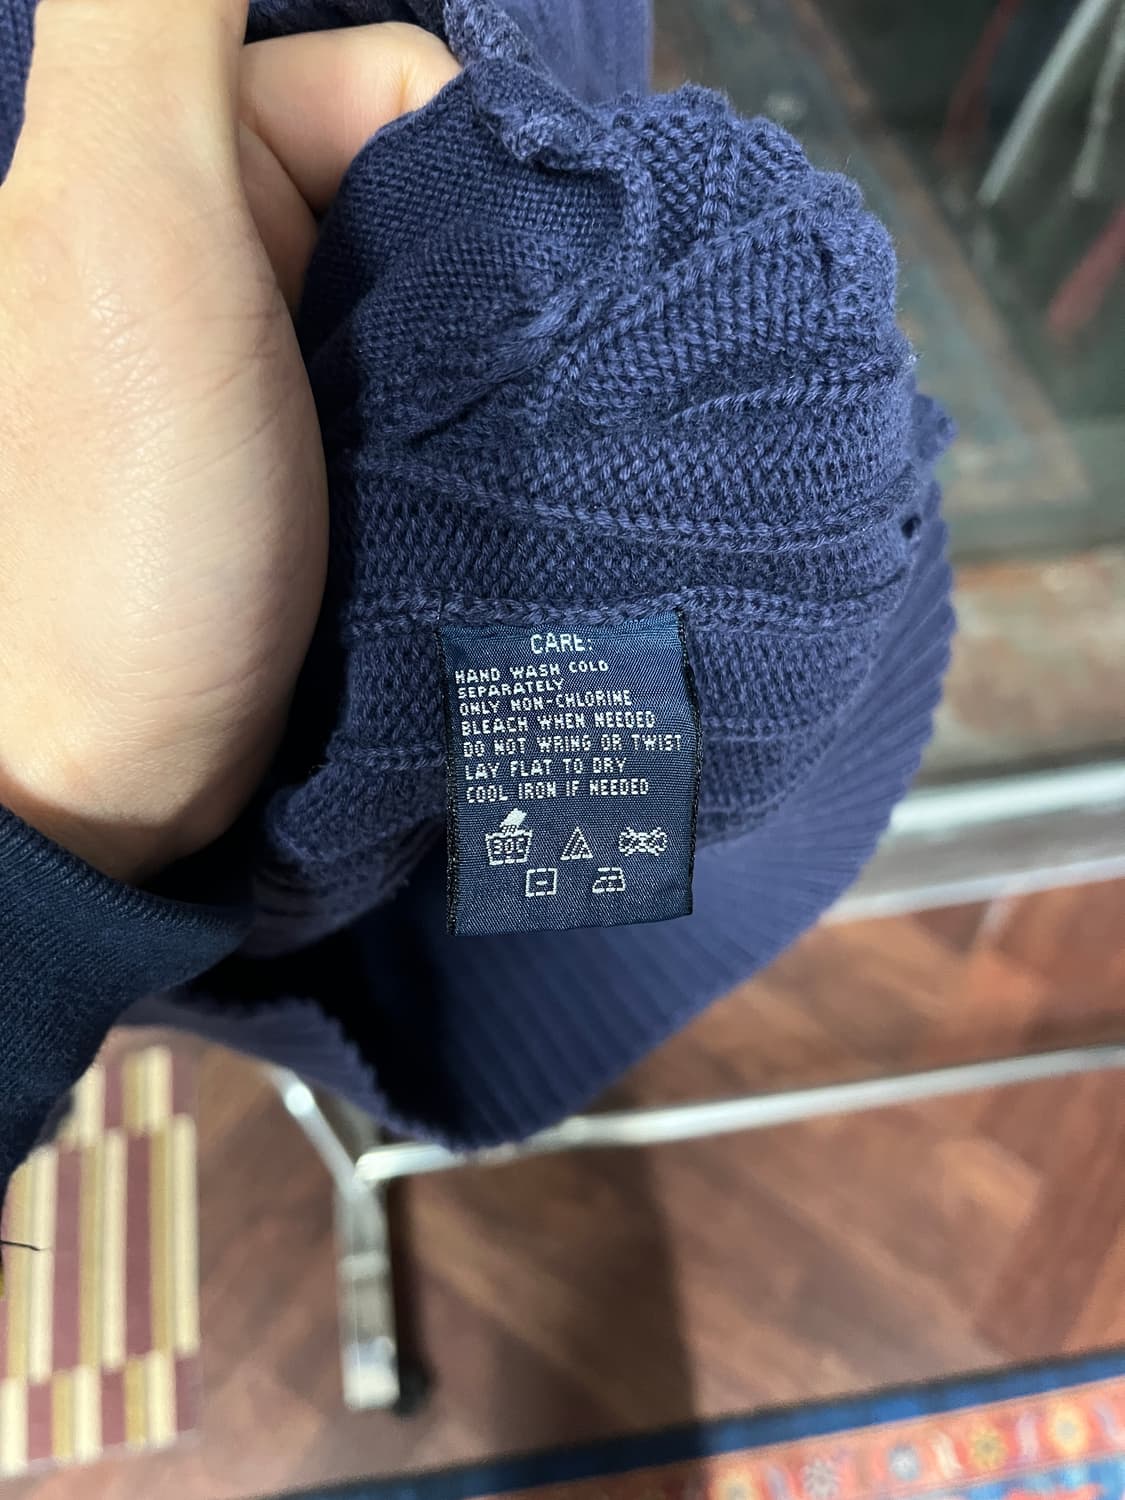 CARE:
HAND WASH COLD
SEPARATELY
ONLY NON-CHLORINE
BLEACH WHEN NEEDED
DO NOT WRING OR TWIST
LAY FLAT TO DRY
COOL IRON IF NEEDED
30C